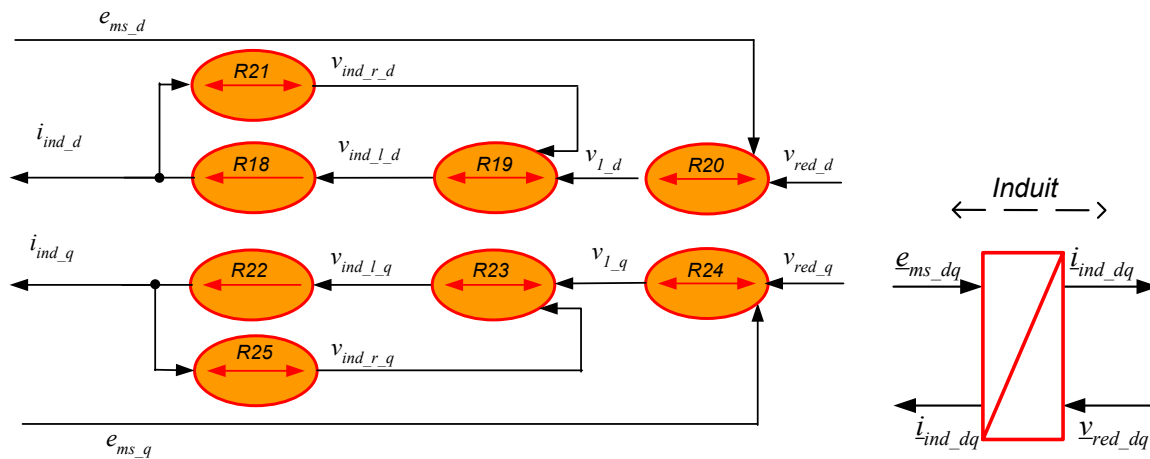 e_ms_d
R21
v_ind_r_d
i_ind_d
R18
v_ind_l_d
R19
v_1_d
R20
v_red_d
Induit
i_ind_q
R22
v_ind_l_q
R23
v_1_q
R24
v_red_q
e_ms_dq
i_ind_dq
R25
v_ind_r_q
e_ms_q
i_ind_dq
v_red_dq